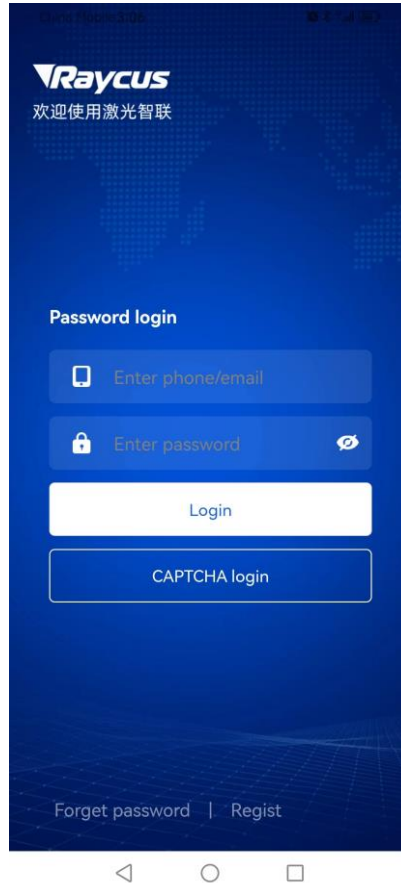 Raycus
欢迎使用激光智联
Password login
Enter phone/email
Enter password
Login
CAPTCHA login
Forget password | Regist